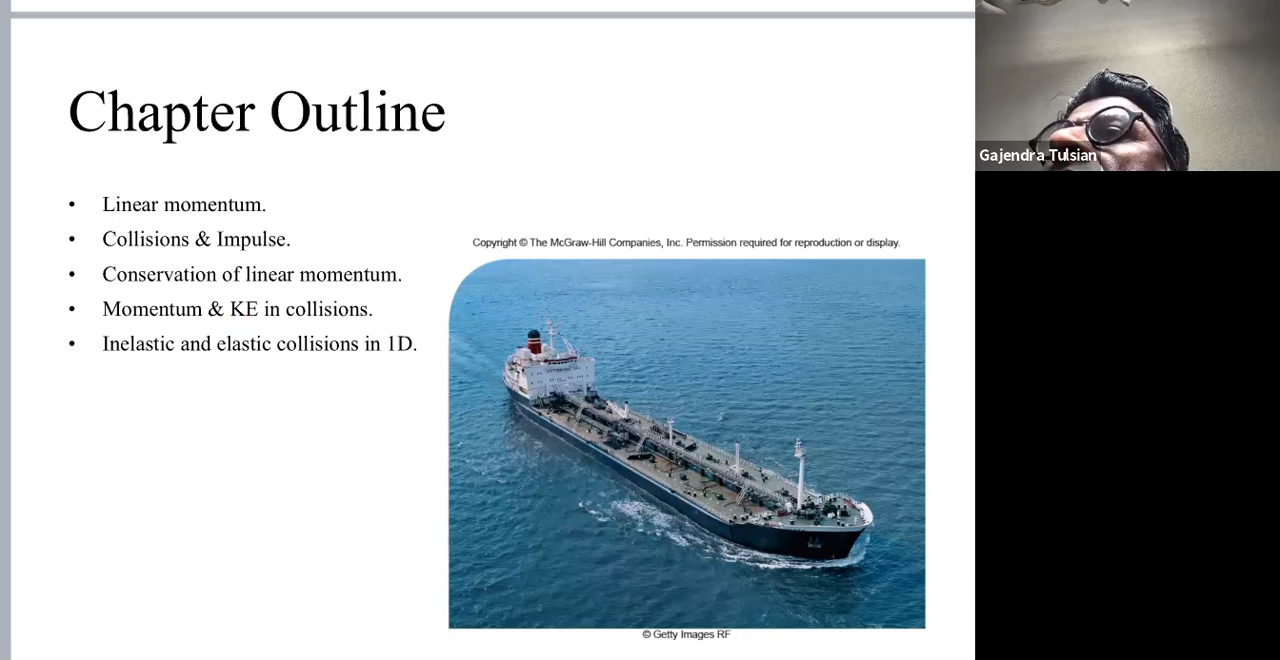 Chapter Outline
• Linear momentum.
• Collisions & Impulse.
• Conservation of linear momentum.
• Momentum & KE in collisions.
• Inelastic and elastic collisions in 1D.
Copyright © The McGraw-Hill Companies, Inc. Permission required for reproduction or display.
© Getty Images RF
Gajendra Tulsian